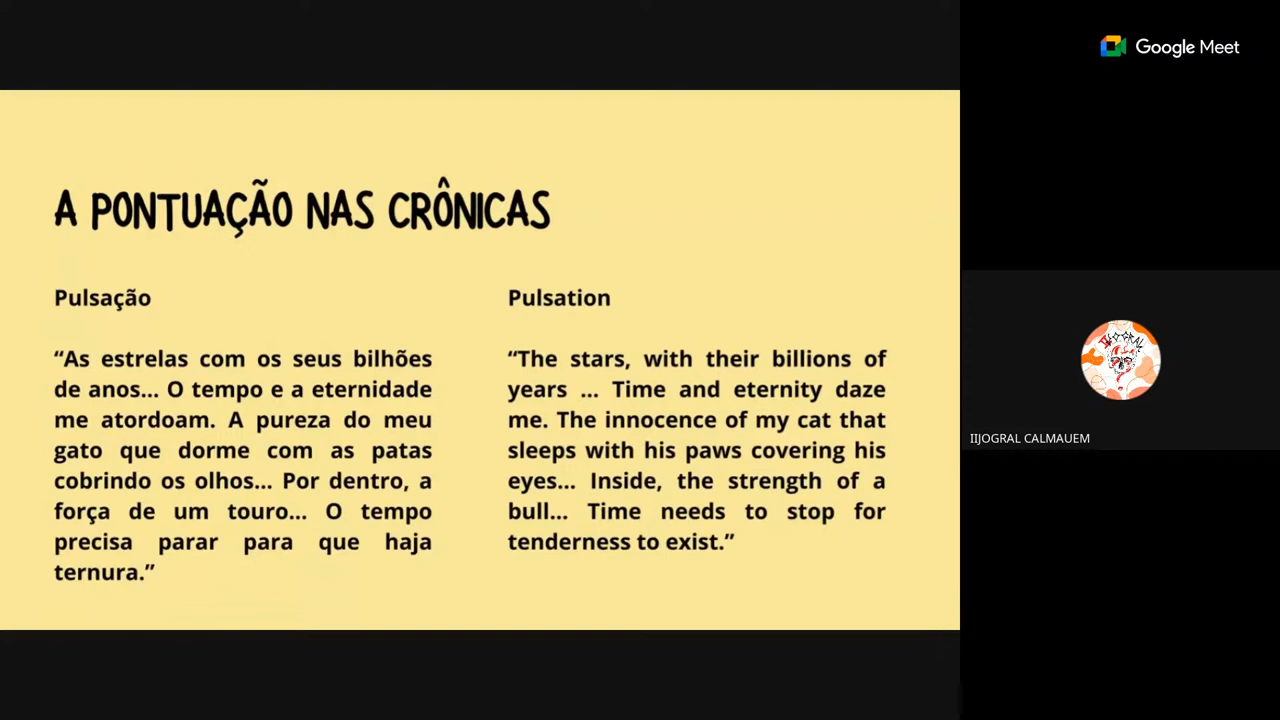 Google Meet
A PONTUAÇÃO NAS CRÔNICAS
Pulsação
“As estrelas com os seus bilhões
de anos... O tempo e a eternidade
me atordoam. A pureza do meu
gato que dorme com as patas
cobrindo os olhos... Por dentro, a
força de um touro... O tempo
precisa parar para que haja
ternura.”
Pulsation
“The stars, with their billions of
years ... Time and eternity daze
me. The innocence of my cat that
sleeps with his paws covering his
eyes... Inside, the strength of a
bull... Time needs to stop for
tenderness to exist.”
IIJOGRAL CALMAUEM